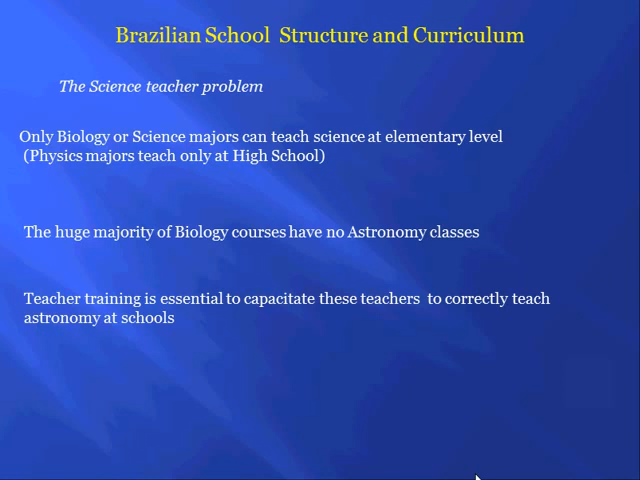 Brazilian School Structure and Curriculum
The Science teacher problem
Only Biology or Science majors can teach science at elementary level
(Physics majors teach only at High School)
The huge majority of Biology courses have no Astronomy classes
Teacher training is essential to capacitate these teachers to correctly teach
astronomy at schools